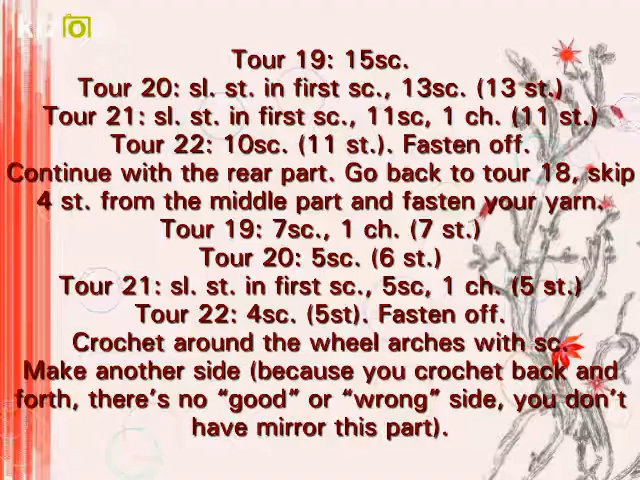 Tour 19: 15sc.
Tour 20: sl. st. in first sc., 13sc. (13 st.)
Tour 21: sl. st. in first sc., 11sc, 1 ch. (11 st.)
Tour 22: 10sc. (11 st.). Fasten off.
Continue with the rear part. Go back to tour 18, skip
4 st. from the middle part and fasten your yarn.
Tour 19: 7sc., 1 ch. (7 st.)
Tour 20: 5sc. (6 st.)
Tour 21: sl. st. in first sc., 5sc, 1 ch. (5 st.)
Tour 22: 4sc. (5st). Fasten off.
Crochet around the wheel arches with sc.
Make another side (because you crochet back and
forth, there's no “good” or “wrong” side, you don't
have mirror this part).